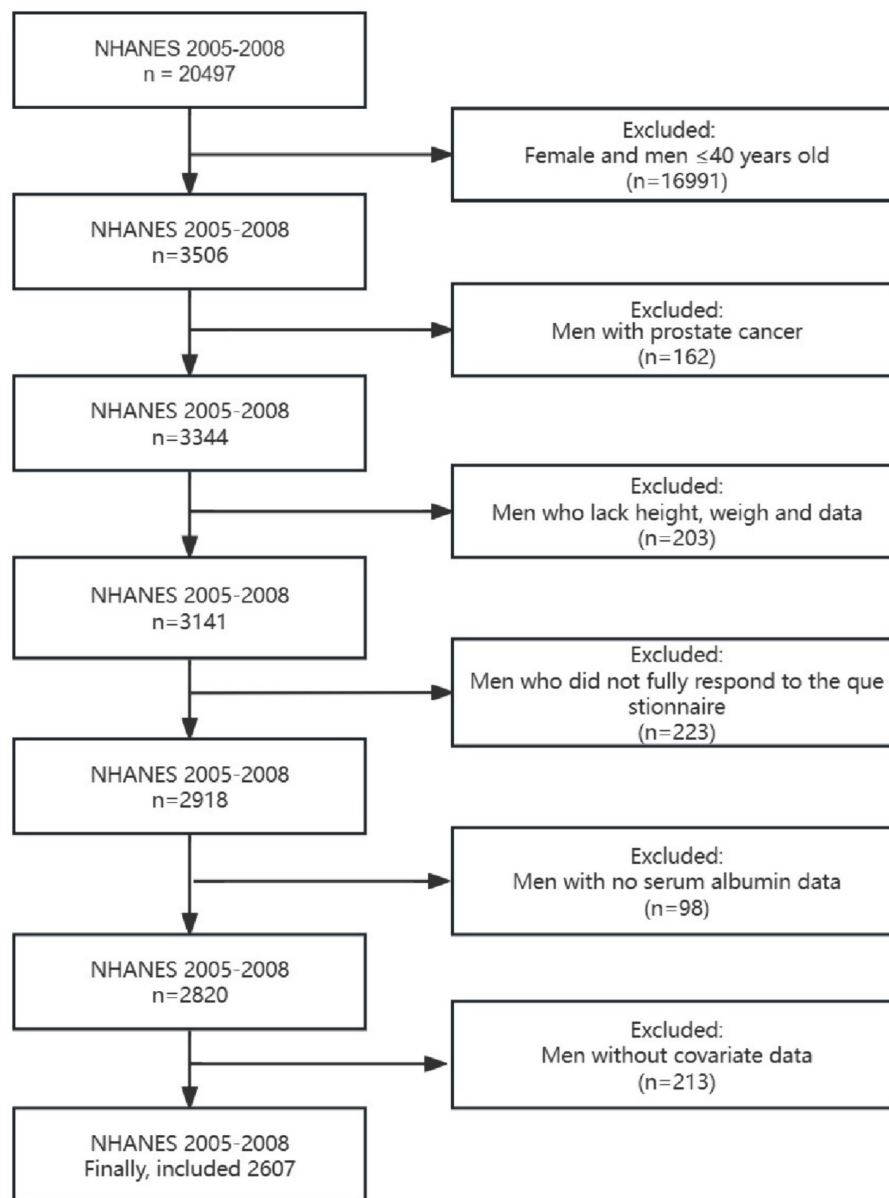 NHANES 2005-2008
n = 20497
Excluded:
Female and men ≤40 years old
(n=16991)
NHANES 2005-2008
n=3506
Excluded:
Men with prostate cancer
(n=162)
NHANES 2005-2008
n=3344
Excluded:
Men who lack height, weigh and data
(n=203)
NHANES 2005-2008
n=3141
Excluded:
Men who did not fully respond to the que
stionnaire
(n=223)
NHANES 2005-2008
n=2918
Excluded:
Men with no serum albumin data
(n=98)
NHANES 2005-2008
n=2820
Excluded:
Men without covariate data
(n=213)
NHANES 2005-2008
Finally, included 2607